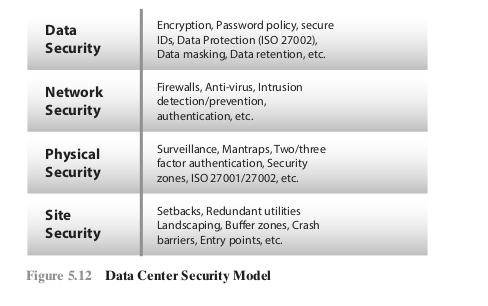 Data
Security
Encryption, Password policy, secure
IDs, Data Protection (ISO 27002),
Data masking, Data retention, etc.
Network
Security
Firewalls, Anti-virus, Intrusion
detection/prevention,
authentication, etc.
Physical
Security
Surveillance, Mantraps, Two/three
factor authentication, Security
zones, ISO 27001/27002, etc.
Site
Security
Setbacks, Redundant utilities
Landscaping, Buffer zones, Crash
barriers, Entry points, etc.
Figure 5.12 Data Center Security Model